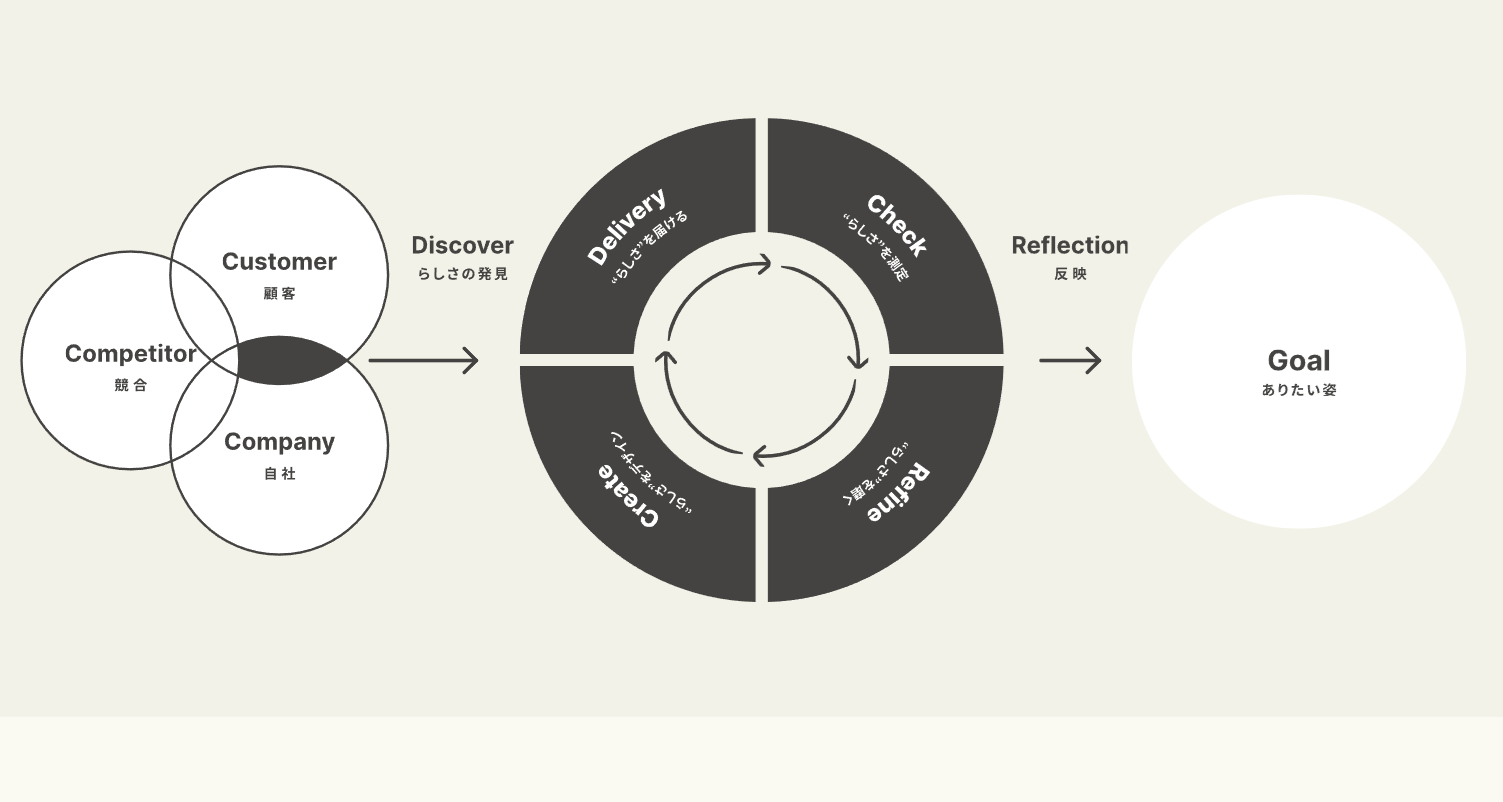 Customer
顧客
Competitor
競合
Company
自社
Discover
らしさの発見
Delivery
“らしさ”を届ける
Check
“らしさ”を測定
Refine
“らしさ”を磨く
Create
“らしさ”をデザイン
Reflection
反映
Goal
ありたい姿